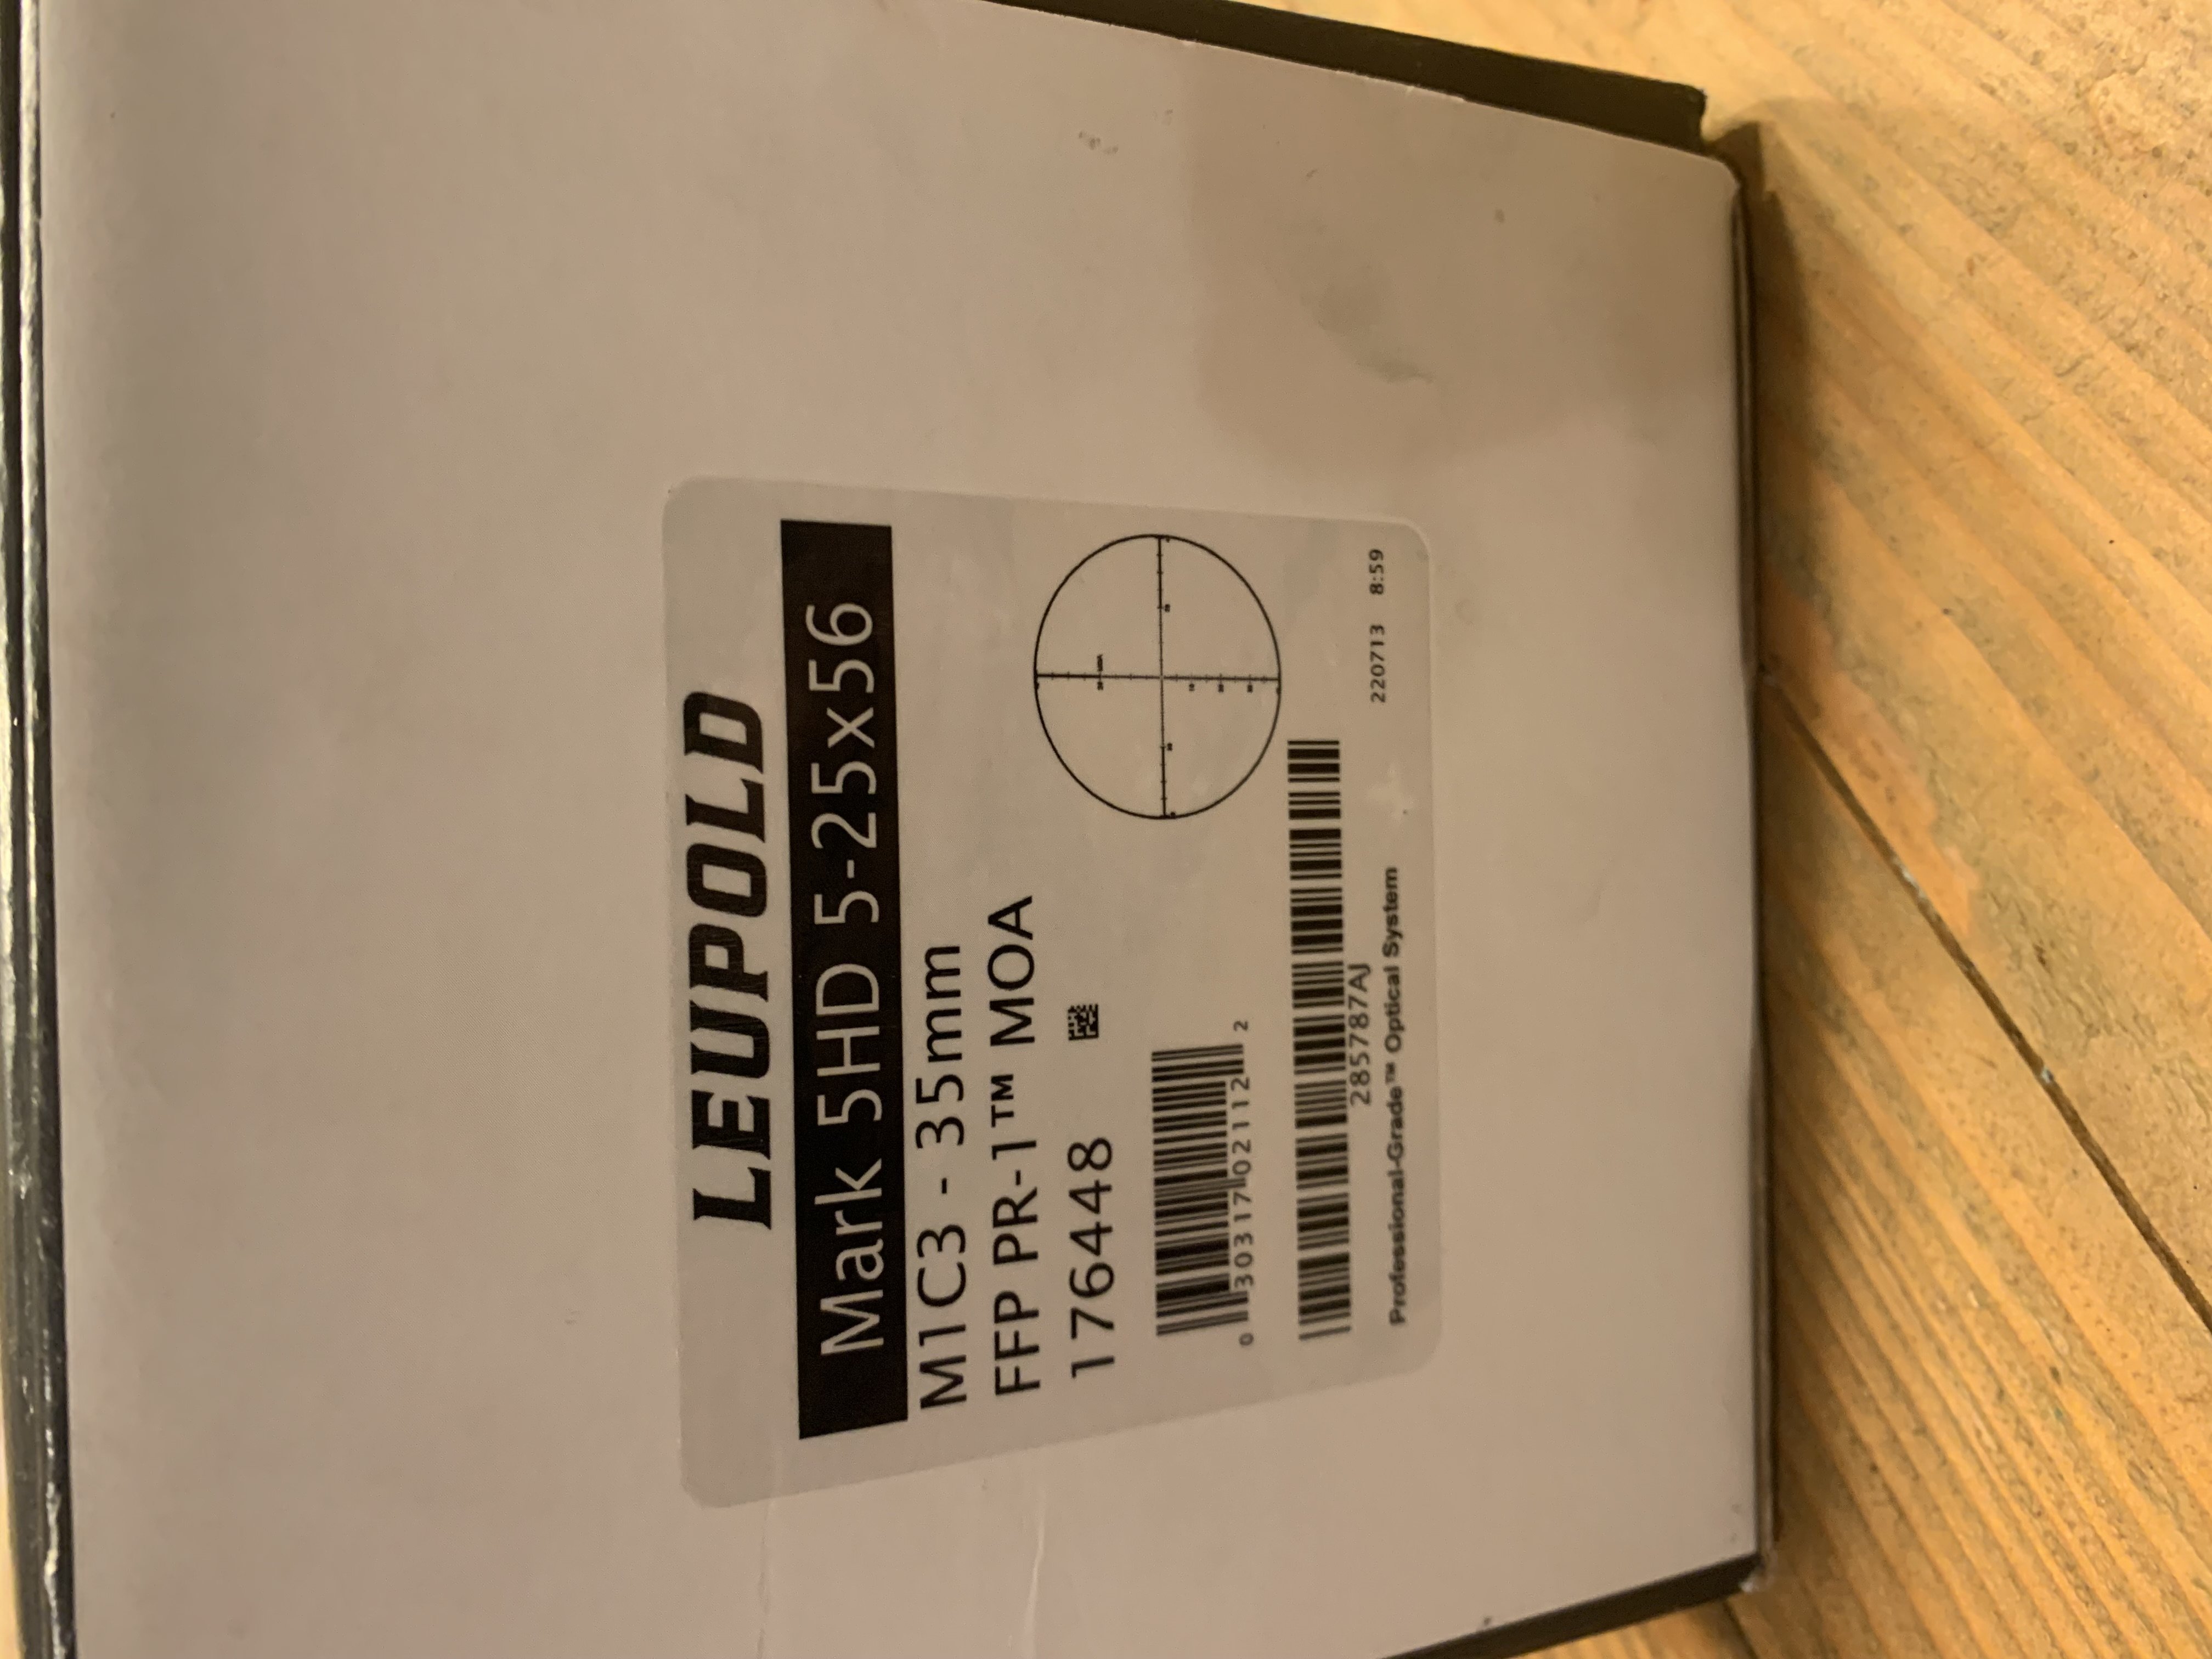 LEUPOLD
Mark 5HD 5-25x56
M1C3 - 35mm
FFP PR-1™ MOA
176448
0 30317 02112 2
285787AJ
Professional-Grade™ Optical System
220713 8:59